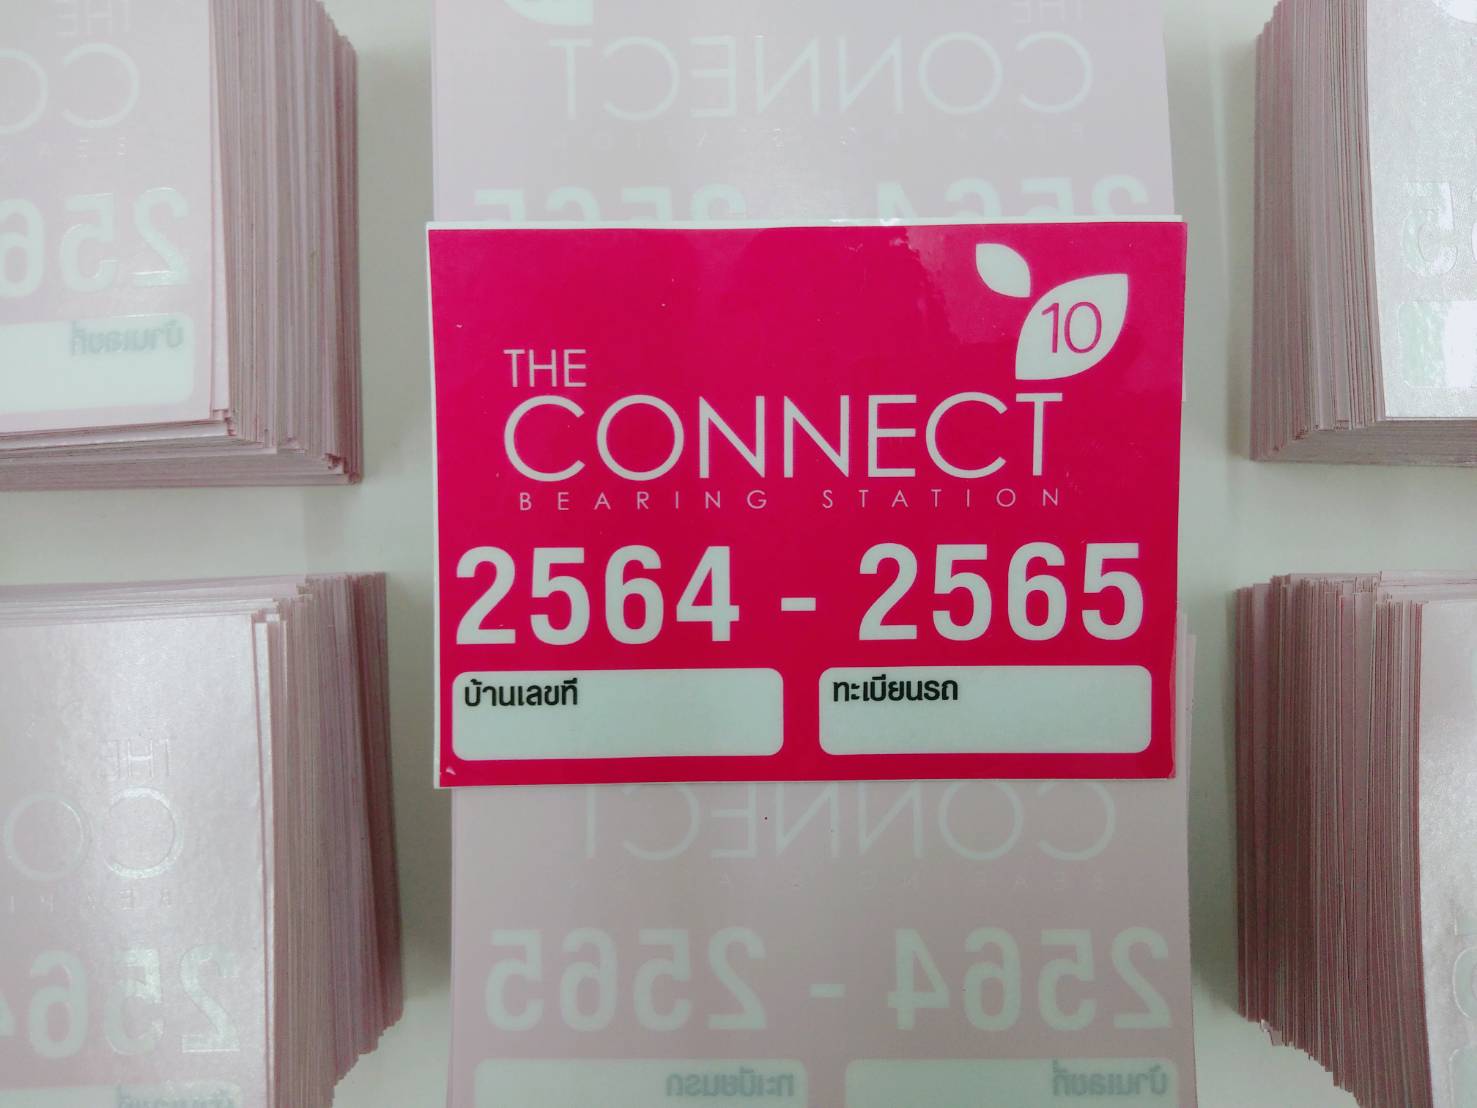 10
THE
CONNECT
BEARING STATION
2564 - 2565
บ้านเลขที่
ทะเบียนรถ